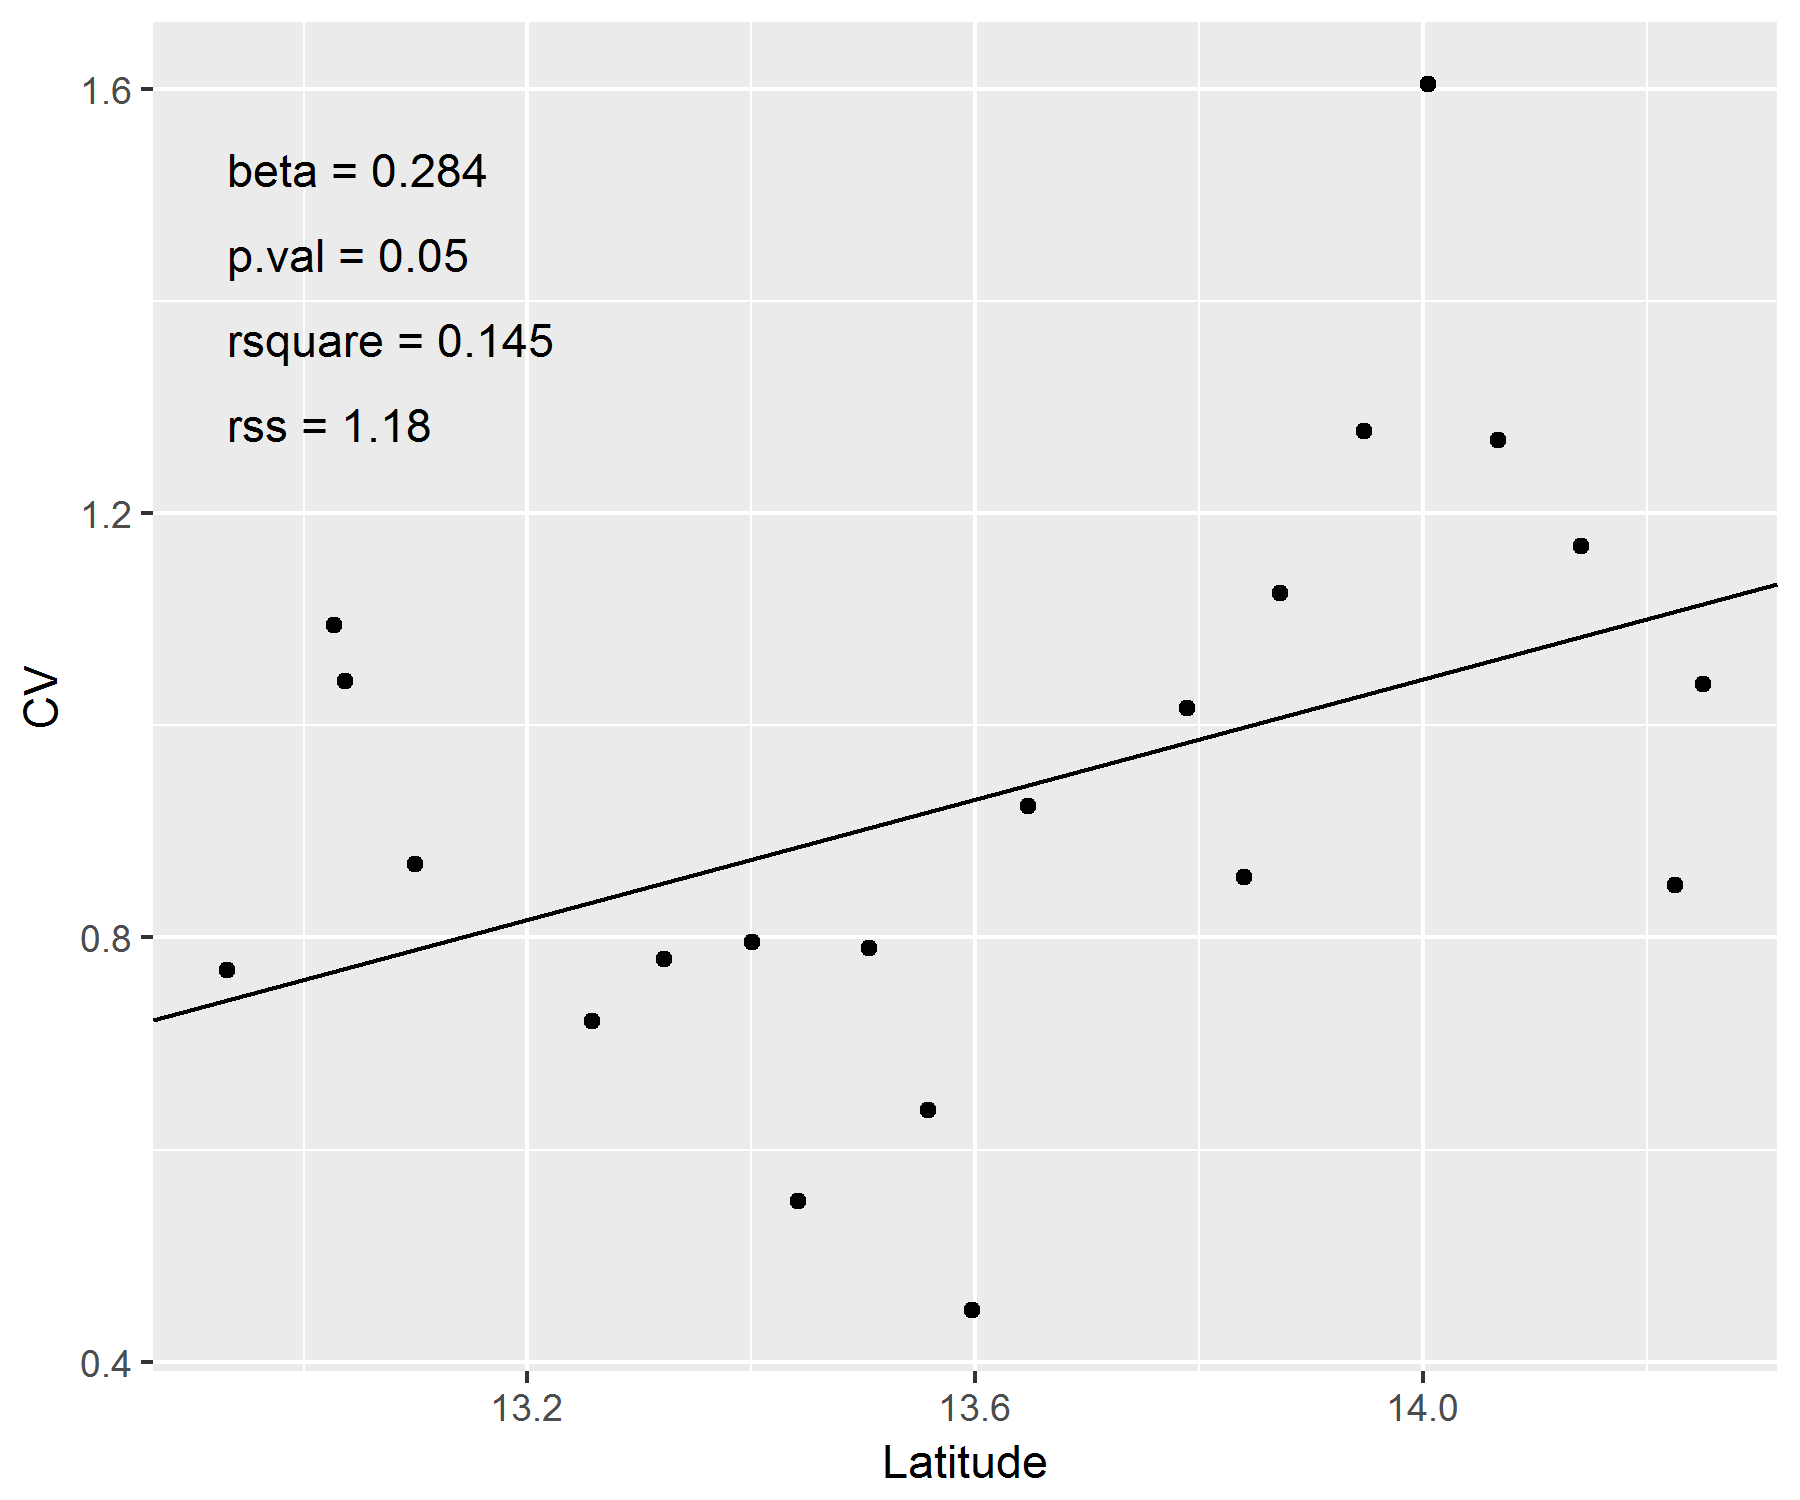 beta = 0.284
p.val = 0.05
rsquare = 0.145
rss = 1.18
CV
1.6
1.2
0.8
0.4
13.2 13.6 14.0
Latitude